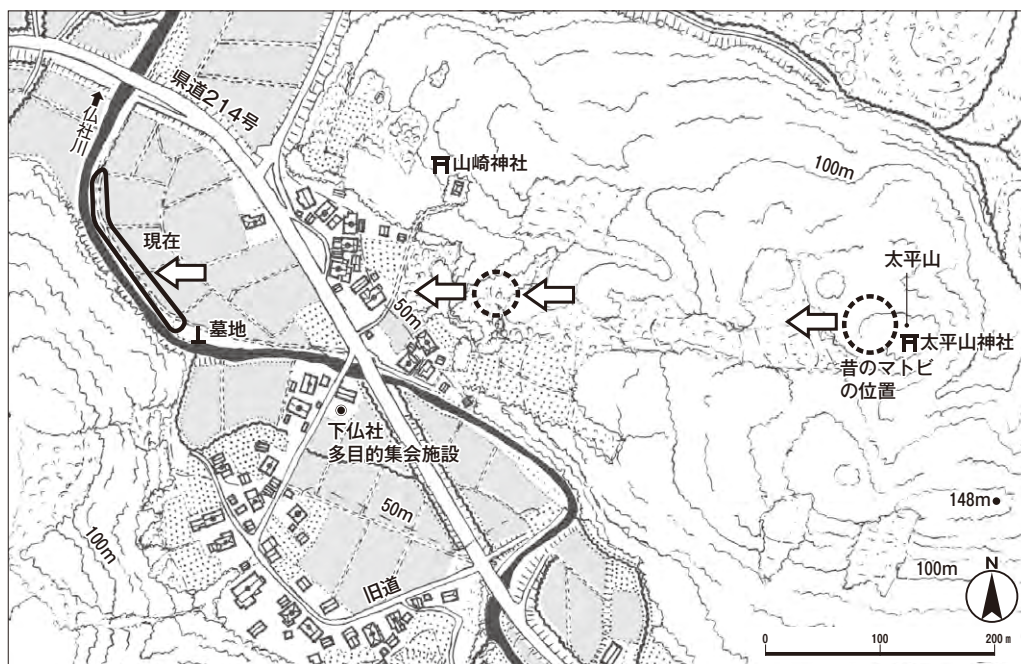 県道214号
仏社川
山崎神社
100m
現在
太平山
50m
墓地
太平山神社
昔のマトビ
の位置
下仏社
多目的集会施設
148m
50m
100m
100m
旧道
N
0 100 200 m